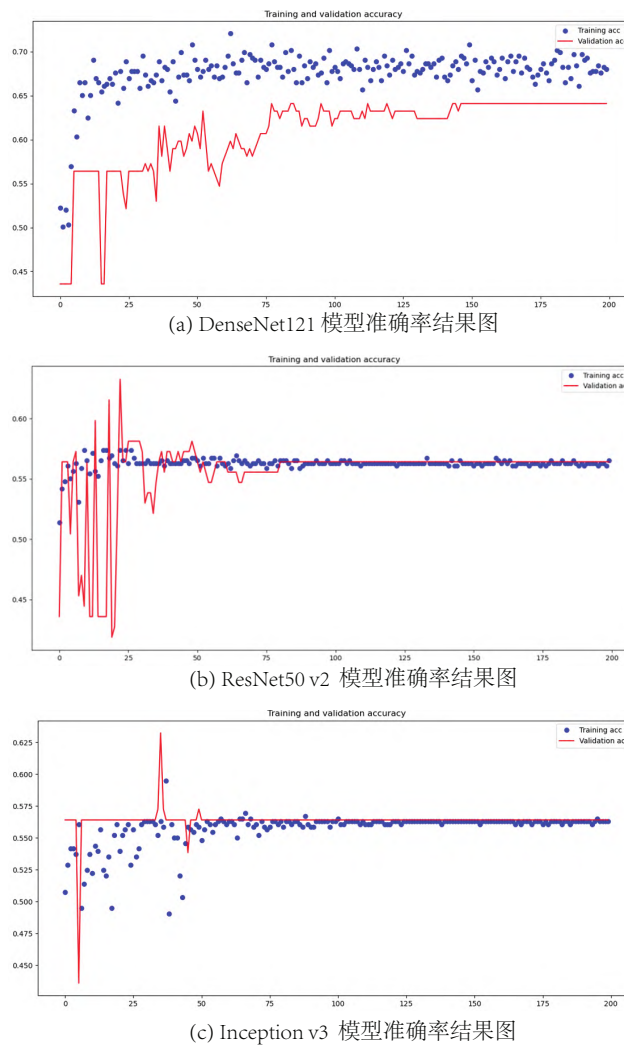 Training and validation accuracy
Training acc
Validation acc
0.70
0.65
0.60
0.55
0.50
0.45
0 25 50 75 100 125 150 175 200
(a) DenseNet121 模型准确率结果图
Training and validation accuracy
Training acc
Validation ac
0.60
0.55
0.50
0.45
0 25 50 75 100 125 150 175 200
(b) ResNet50 v2 模型准确率结果图
Training and validation accuracy
Training acc
Validation acc
0.625
0.600
0.575
0.550
0.525
0.500
0.475
0.450
0 25 50 75 100 125 150 175 200
(c) Inception v3 模型准确率结果图